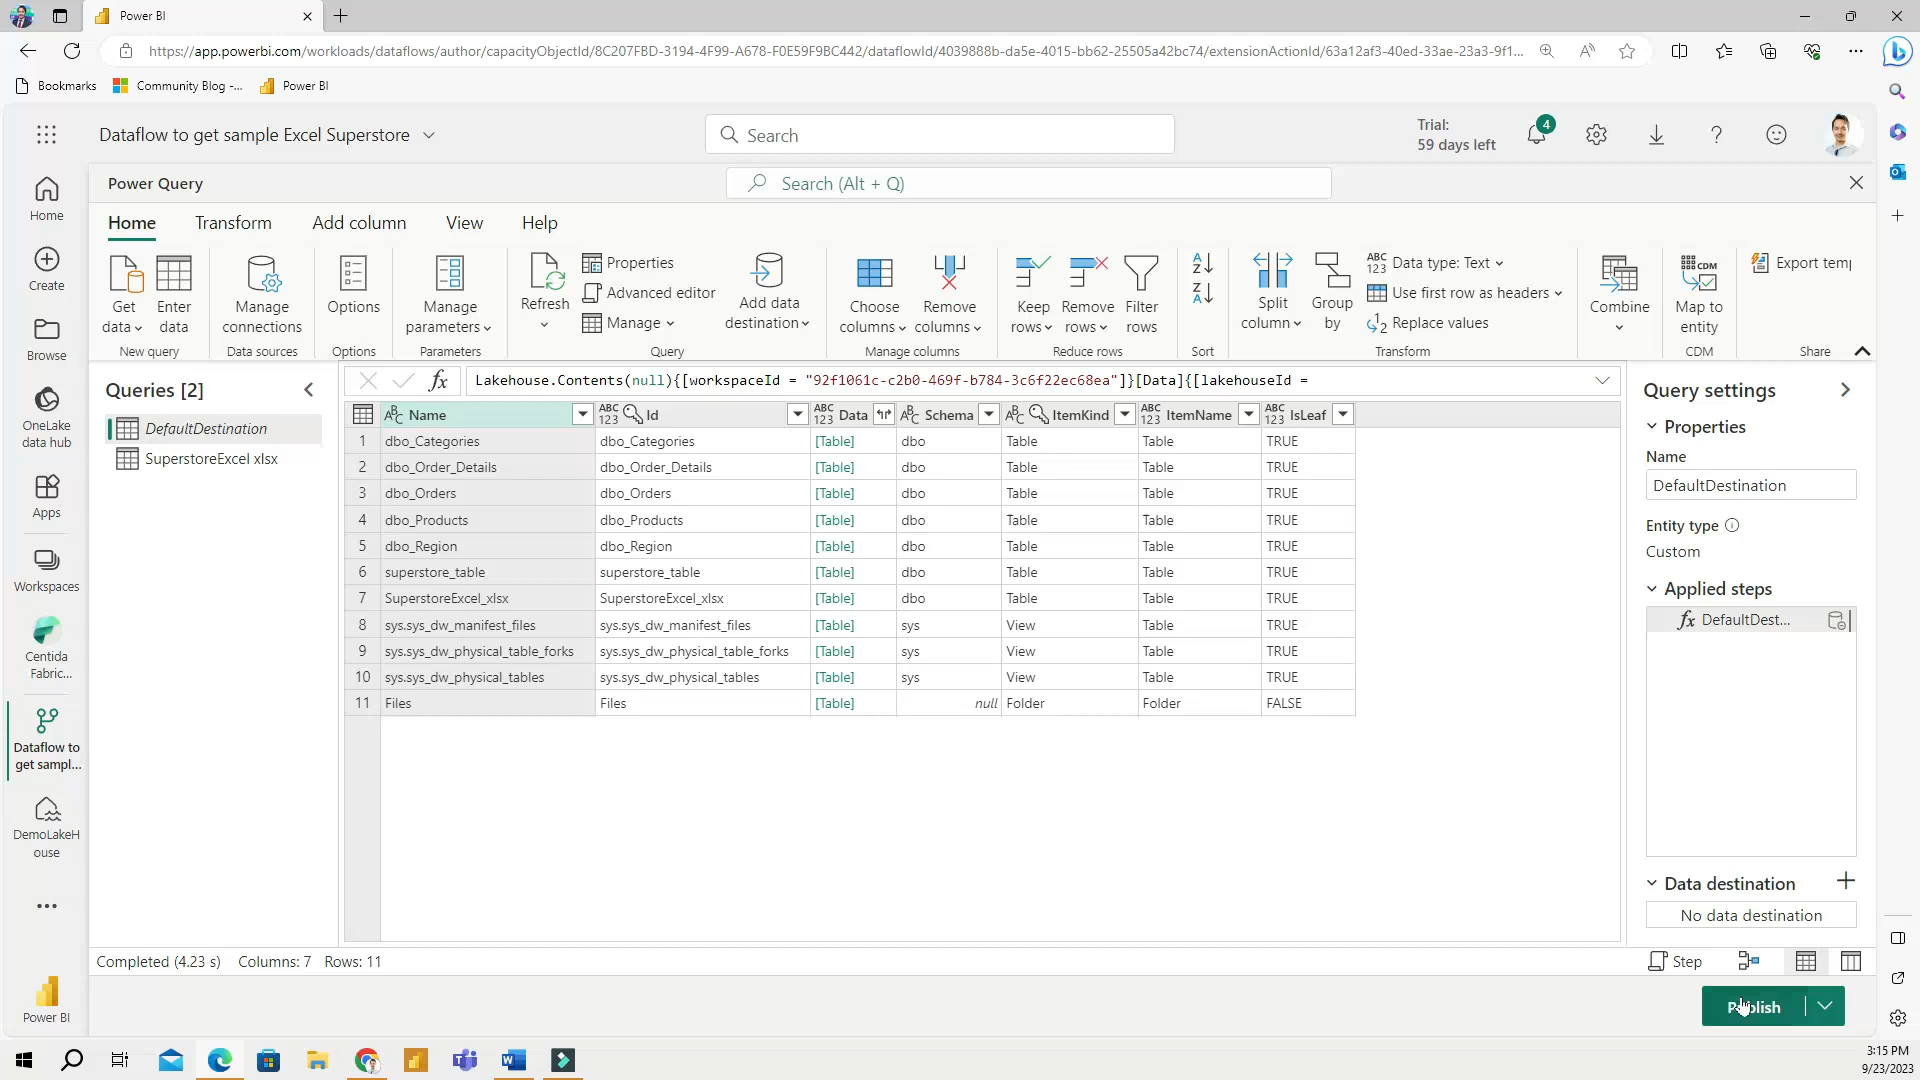 Power BI
https://app.powerbi.com/workloads/dataflows/author/capacityObjectId/8C207FBD-3194-4F99-A678-F0E59F9BC442/dataflowId/4039888b-da5e-4015-bb62-25505a42bc74/extensionActionId/63a12af3-40ed-33ae-23a3-9f1...
Bookmarks
Community Blog -...
Power BI
Dataflow to get sample Excel Superstore
Search
Trial:
59 days left
4
Power Query
Search (Alt + Q)
Home
Transform
Add column
View
Help
Get data
Enter data
New query
Manage connections
Data sources
Options
Options
Manage parameters
Parameters
Refresh
Properties
Advanced editor
Manage
Query
Add data destination
Choose columns
Remove columns
Manage columns
Keep rows
Remove rows
Filter rows
Reduce rows
Sort
Split column
Group by
Data type: Text
Use first row as headers
Replace values
Transform
Combine
Map to entity
CDM
Export temp
Share
Home
Create
Browse
OneLake data hub
Apps
Workspaces
Centida Fabric...
Dataflow to get sampl...
DemoLakeH ouse
Power BI
Queries [2]
DefaultDestination
SuperstoreExcel xlsx
Lakehouse.Contents(null){[workspaceId = "92f1061c-c2b0-469f-b784-3c6f22ec68ea"]}[Data]{[lakehouseId =
Name Id Data Schema ItemKind ItemName IsLeaf
1 dbo_Categories dbo_Categories [Table] dbo Table Table TRUE
2 dbo_Order_Details dbo_Order_Details [Table] dbo Table Table TRUE
3 dbo_Orders dbo_Orders [Table] dbo Table Table TRUE
4 dbo_Products dbo_Products [Table] dbo Table Table TRUE
5 dbo_Region dbo_Region [Table] dbo Table Table TRUE
6 superstore_table superstore_table [Table] dbo Table Table TRUE
7 SuperstoreExcel_xlsx SuperstoreExcel_xlsx [Table] dbo Table Table TRUE
8 sys.sys_dw_manifest_files sys.sys_dw_manifest_files [Table] sys View Table TRUE
9 sys.sys_dw_physical_table_forks sys.sys_dw_physical_table_forks [Table] sys View Table TRUE
10 sys.sys_dw_physical_tables sys.sys_dw_physical_tables [Table] sys View Table TRUE
11 Files Files [Table] null Folder Folder FALSE
Query settings
Properties
Name
DefaultDestination
Entity type
Custom
Applied steps
DefaultDest...
Data destination
No data destination
Completed (4.23 s) Columns: 7 Rows: 11
Step
Publish
3:15 PM
9/23/2023